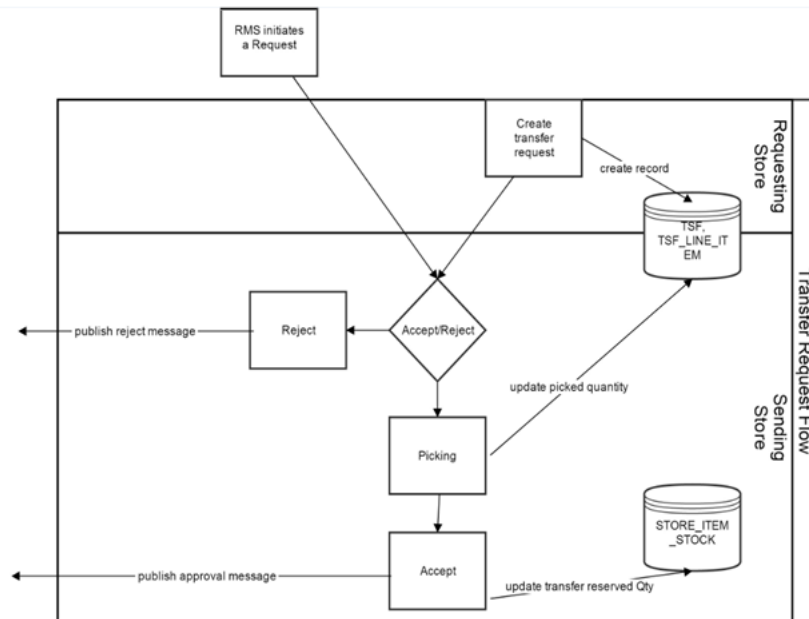 RMS initiates
a Request
Create
transfer
request
Requesting
Store
create record
TSF,
TSF_LINE_IT
EM
Transfer Request Flow
Accept/Reject
Reject
publish reject message
update picked quantity
Sending
Store
Picking
STORE_ITEM
_STOCK
Accept
publish approval message
update transfer reserved Qty